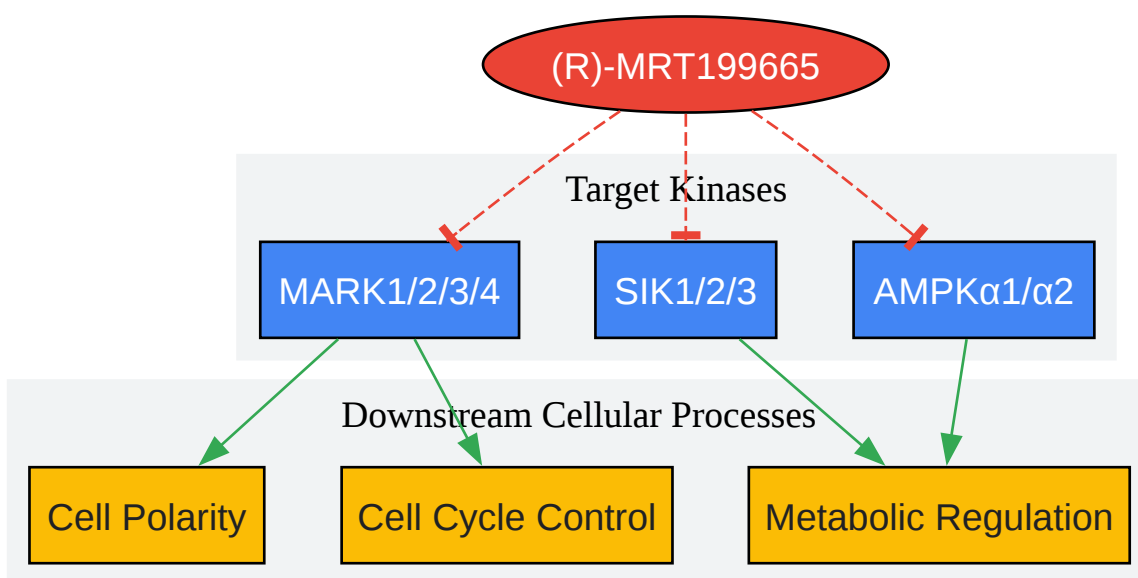 (R)-MRT199665
Target Kinases
MARK1/2/3/4
SIK1/2/3
AMPKα1/α2
Downstream Cellular Processes
Cell Polarity
Cell Cycle Control
Metabolic Regulation